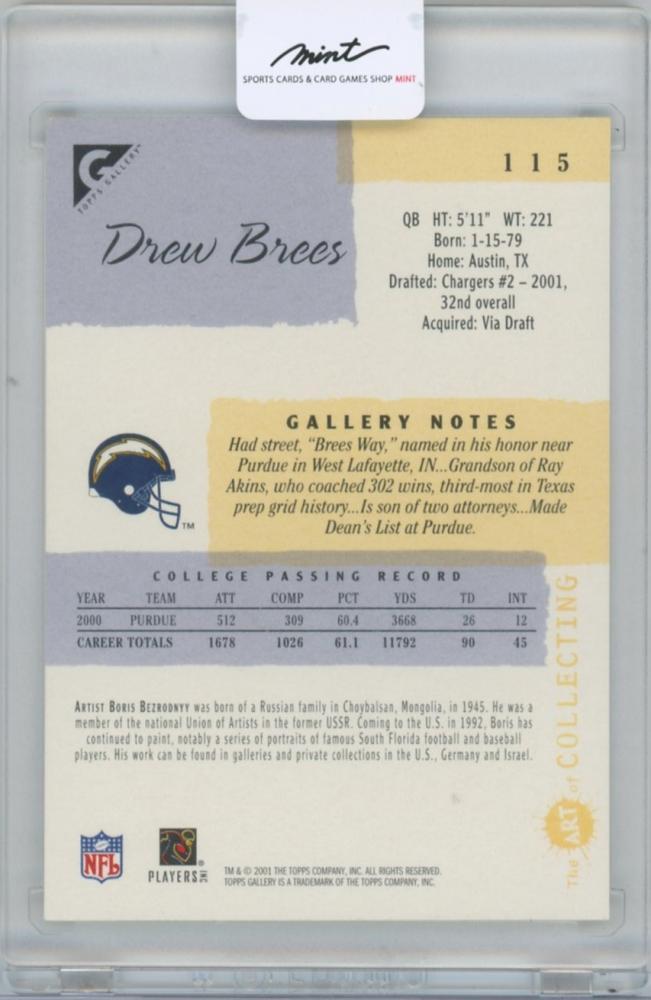 mint
SPORTS CARDS & CARD GAMES SHOP MINT
G
TOPPS GALLERY™
1 1 5
Drew Brees
QB HT: 5'11" WT: 221
Born: 1-15-79
Home: Austin, TX
Drafted: Chargers #2 – 2001,
32nd overall
Acquired: Via Draft
GALLERY NOTES
Had street, "Brees Way," named in his honor near
Purdue in West Lafayette, IN...Grandson of Ray
Akins, who coached 302 wins, third-most in Texas
prep grid history...Is son of two attorneys...Made
Dean's List at Purdue.
TM
COLLEGE PASSING RECORD
YEAR TEAM ATT COMP PCT YDS TD INT
2000 PURDUE 512 309 60.4 3668 26 12
CAREER TOTALS 1678 1026 61.1 11792 90 45
The ART of COLLECTING
ARTIST BORIS BEZRODNYY was born of a Russian family in Choybalsan, Mongolia, in 1945. He was a
member of the national Union of Artists in the former USSR. Coming to the U.S. in 1992, Boris has
continued to paint, notably a series of portraits of famous South Florida football and baseball
players. His work can be found in galleries and private collections in the U.S., Germany and Israel.
NFL
PLAYERS INC ®
TM & © 2001 THE TOPPS COMPANY, INC. ALL RIGHTS RESERVED.
TOPPS GALLERY IS A TRADEMARK OF THE TOPPS COMPANY, INC.